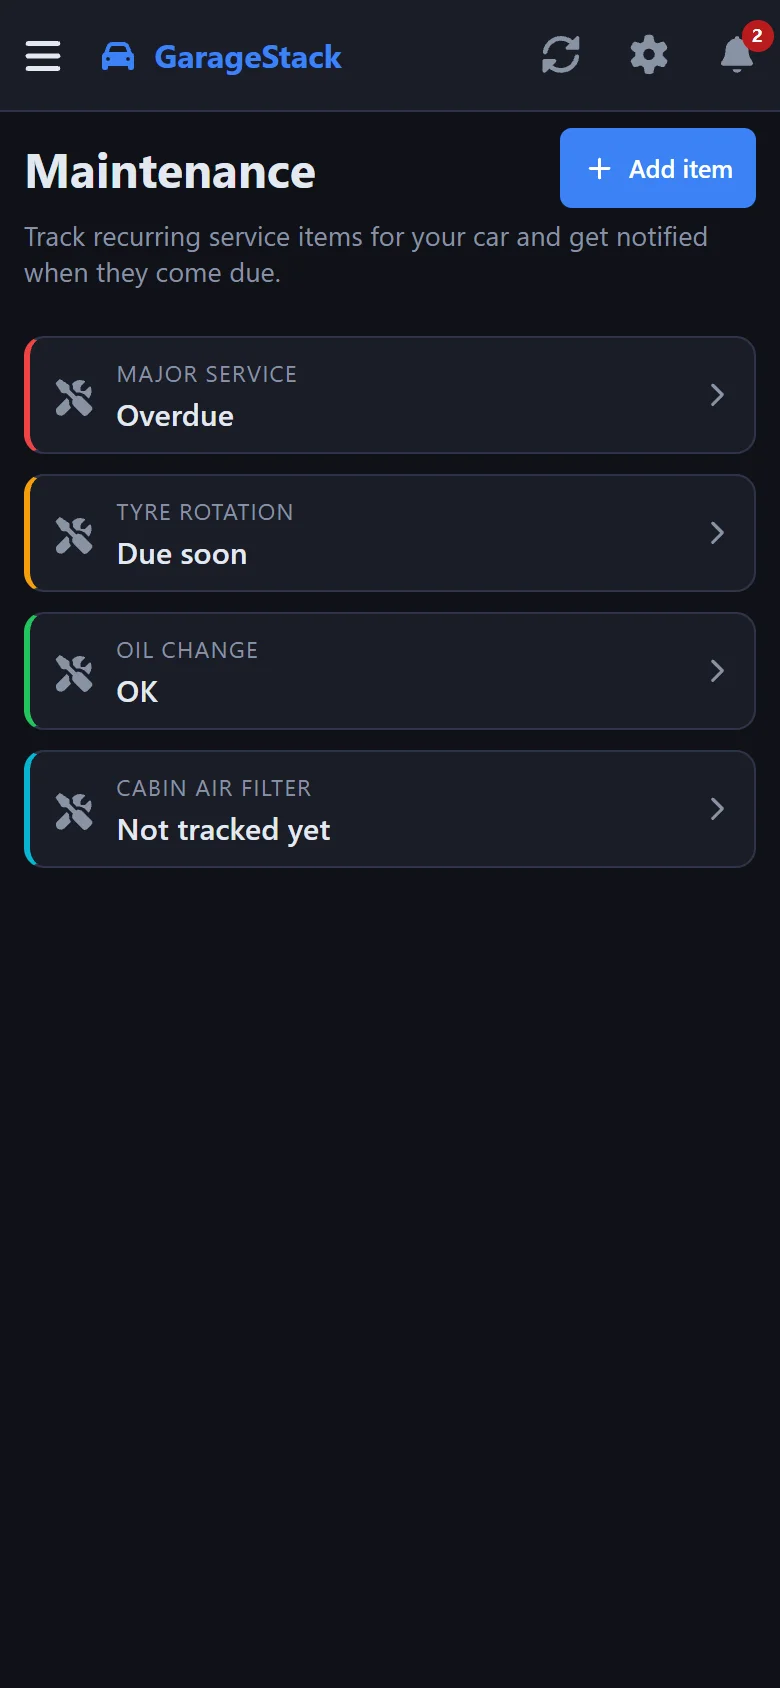 GarageStack
2
Maintenance
Add item
Track recurring service items for your car and get notified
when they come due.
MAJOR SERVICE
Overdue
TYRE ROTATION
Due soon
OIL CHANGE
OK
CABIN AIR FILTER
Not tracked yet